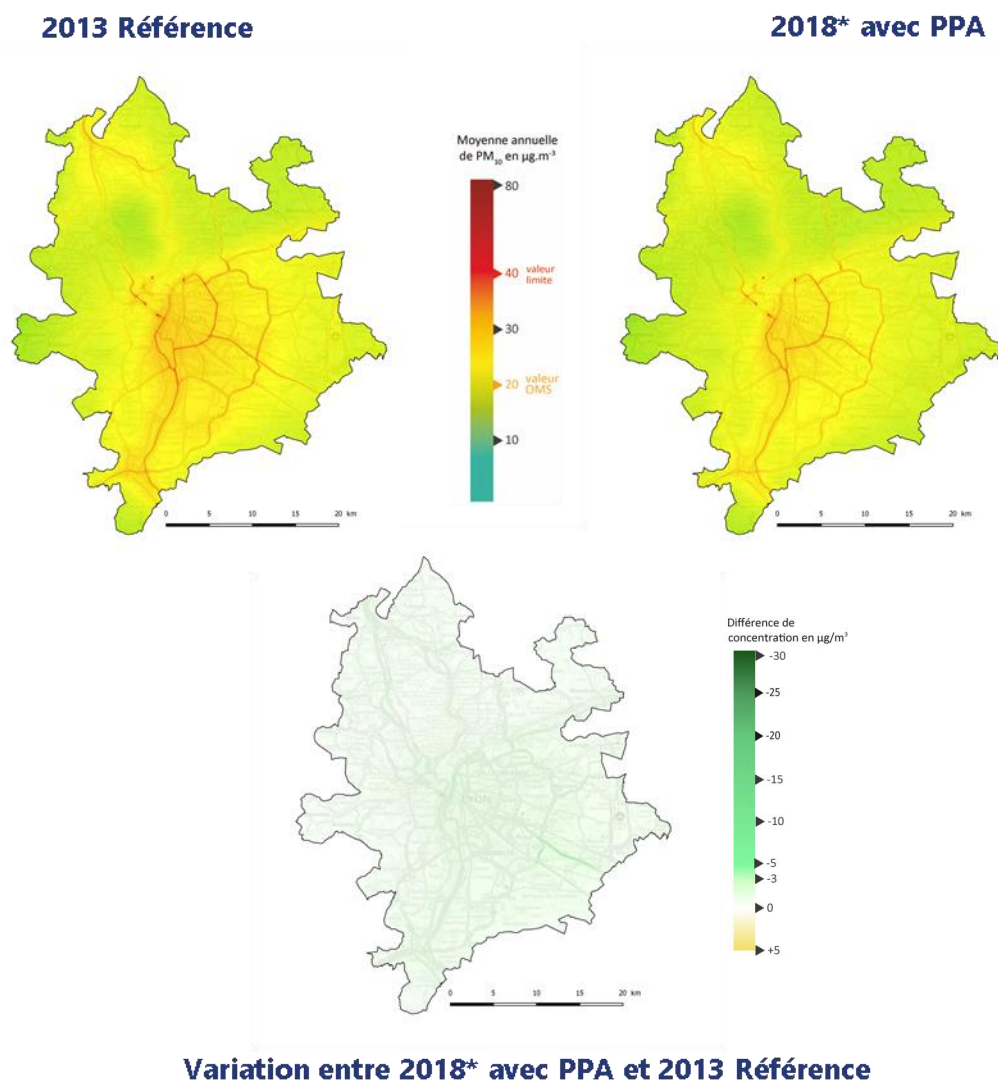 2013 Référence
2018* avec PPA
Moyenne annuelle
de PM₁₀ en µg.m⁻³
80
40 valeur
limite
30
20 valeur
OMS
10
0 5 10 15 20 km
0 5 10 15 20 km
Différence de
concentration en µg/m³
-30
-25
-20
-15
-10
-5
-3
0
+5
LYON
0 5 10 15 20 km
Variation entre 2018* avec PPA et 2013 Référence